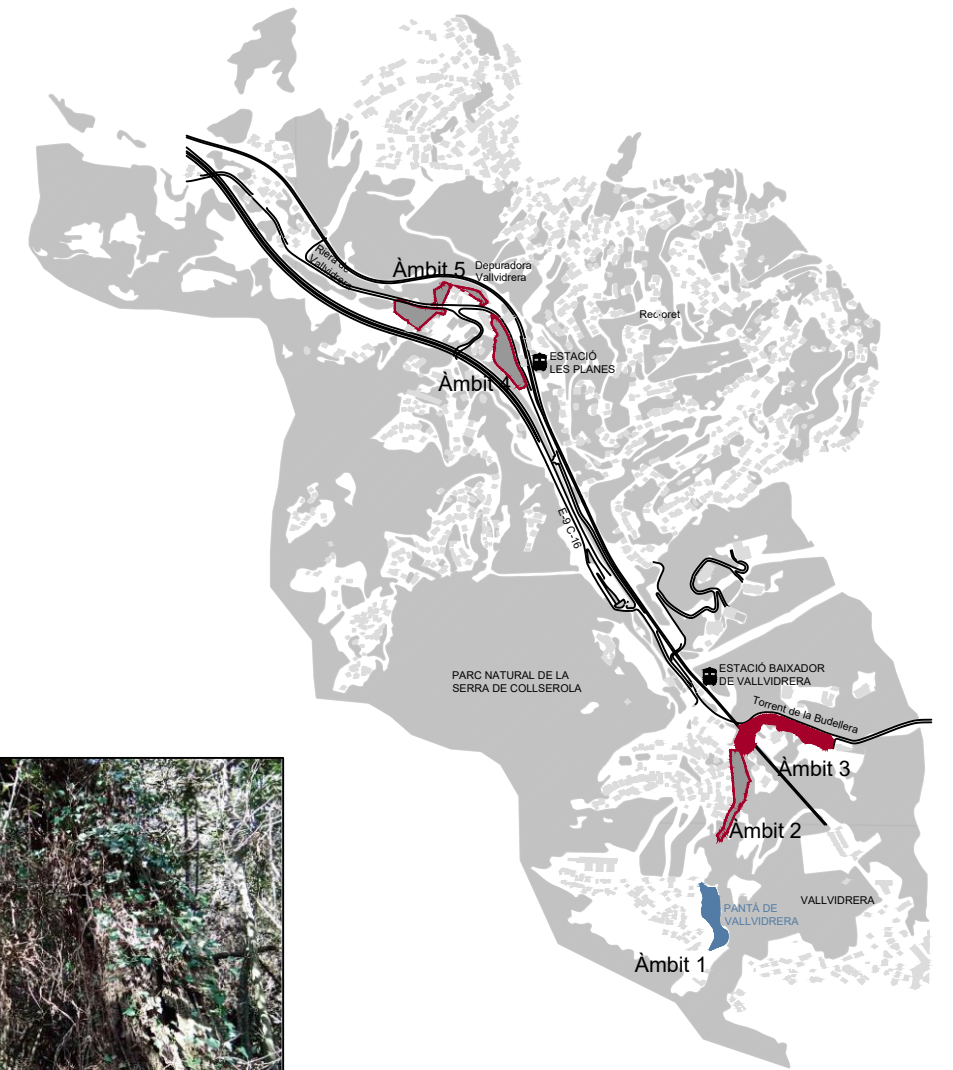 Riera de
Vallvidrera
Àmbit 5
Depuradora
Vallvidrera
Rectoret
ESTACIÓ
LES PLANES
Àmbit 4
E-9 C-16
PARC NATURAL DE LA
SERRA DE COLLSEROLA
ESTACIÓ BAIXADOR
DE VALLVIDRERA
Torrent de la Budellera
Àmbit 3
Àmbit 2
VALLVIDRERA
PANTÀ DE
VALLVIDRERA
Àmbit 1